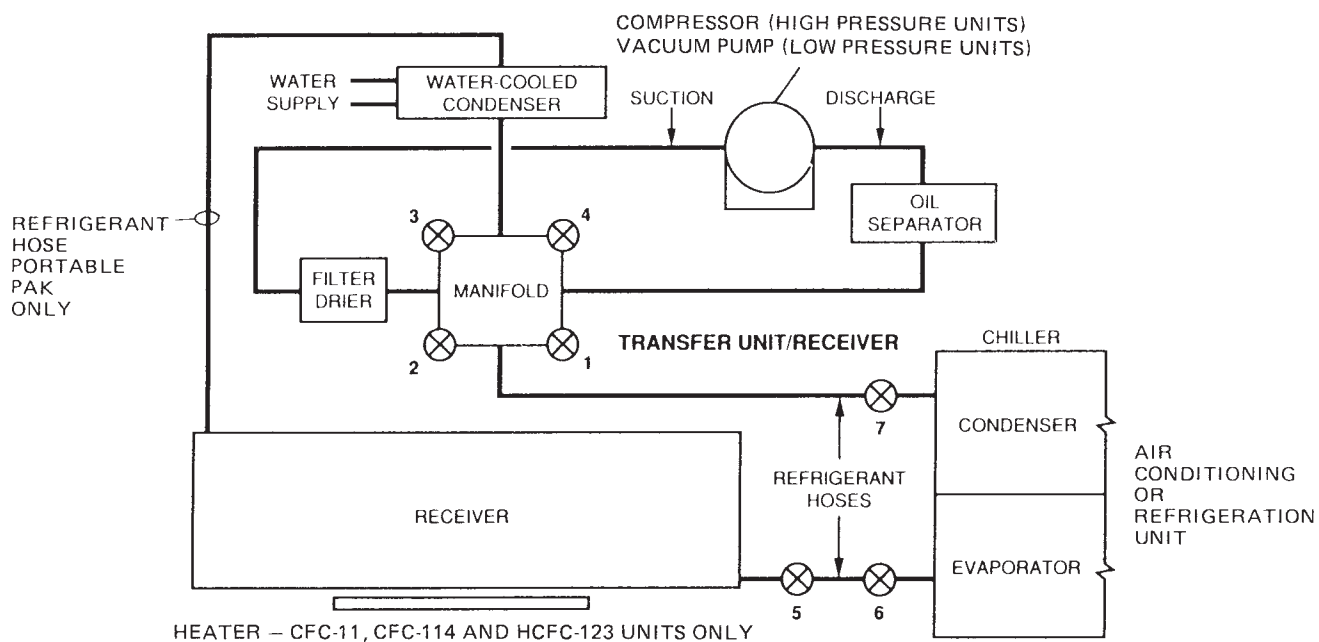 COMPRESSOR (HIGH PRESSURE UNITS)
VACUUM PUMP (LOW PRESSURE UNITS)
WATER
SUPPLY
WATER-COOLED
CONDENSER
SUCTION
DISCHARGE
OIL
SEPARATOR
REFRIGERANT
HOSE
PORTABLE
PAK
ONLY
3
4
FILTER
DRIER
MANIFOLD
2
1
TRANSFER UNIT/RECEIVER
CHILLER
7
CONDENSER
REFRIGERANT
HOSES
AIR
CONDITIONING
OR
REFRIGERATION
UNIT
RECEIVER
EVAPORATOR
5
6
HEATER – CFC-11, CFC-114 AND HCFC-123 UNITS ONLY